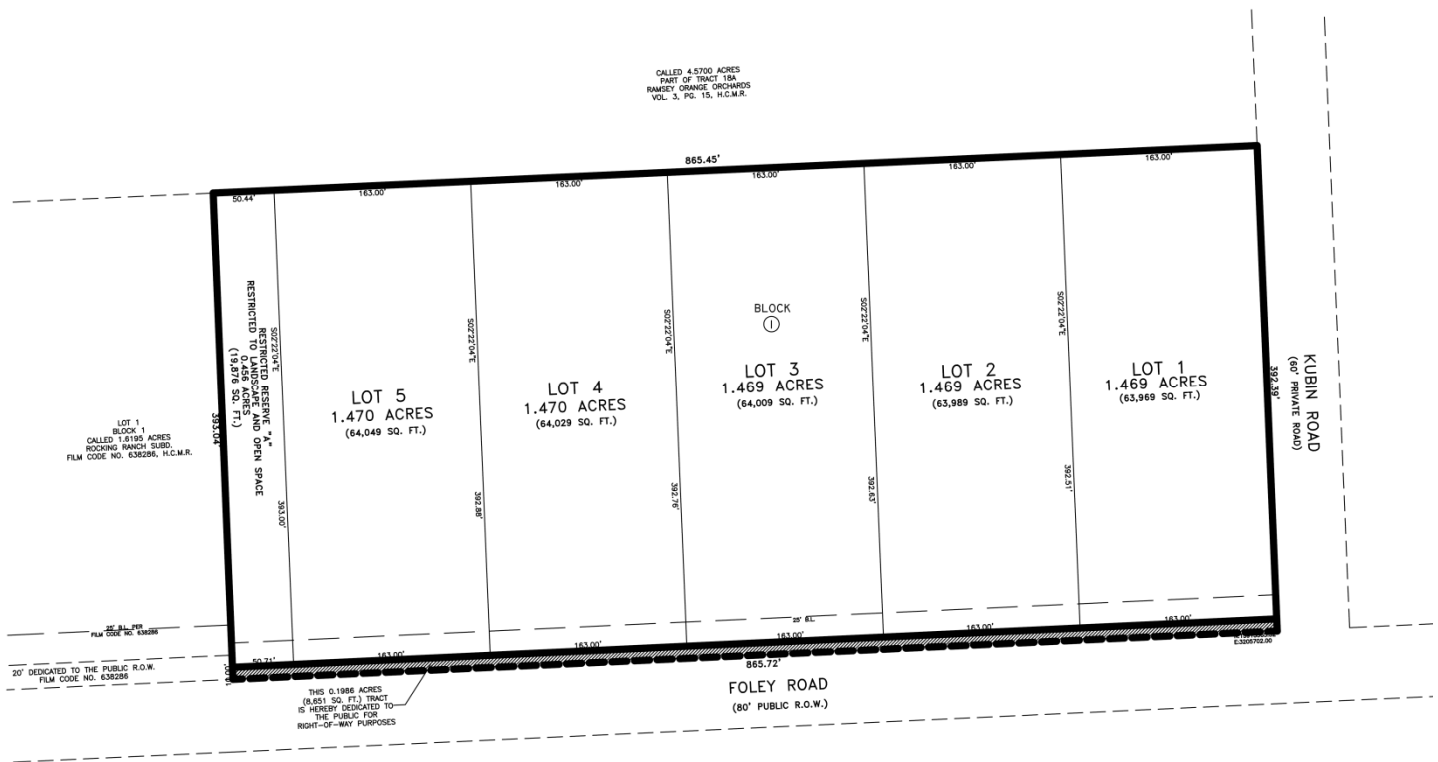 CALLED 4.5700 ACRES
PART OF TRACT 18A
RAMSEY ORANGE ORCHARDS
VOL. 3, PG. 15, H.C.M.R.
865.45'
50.44'
163.00'
163.00'
163.00'
163.00'
163.00'
RESTRICTED RESERVE "A"
RESTRICTED TO LANDSCAPE AND OPEN SPACE
0.456 ACRES
(19,876 SQ. FT.)
S02°22'04"E
393.00'
S02°22'04"E
392.88'
S02°22'04"E
392.76'
S02°22'04"E
392.63'
S02°22'04"E
392.51'
393.04'
392.39'
BLOCK
1
LOT 5
1.470 ACRES
(64,049 SQ. FT.)
LOT 4
1.470 ACRES
(64,029 SQ. FT.)
LOT 3
1.469 ACRES
(64,009 SQ. FT.)
LOT 2
1.469 ACRES
(63,989 SQ. FT.)
LOT 1
1.469 ACRES
(63,969 SQ. FT.)
KUBIN ROAD
(60' PRIVATE ROAD)
LOT 1
BLOCK 1
CALLED 1.6195 ACRES
ROCKING RANCH SUBD.
FILM CODE NO. 638286, H.C.M.R.
25' B.L. PER
FILM CODE NO. 638286
20' DEDICATED TO THE PUBLIC R.O.W.
FILM CODE NO. 638286
25' B.L.
50.71'
163.00'
163.00'
163.00'
163.00'
163.00'
865.72'
E:3205702.00
THIS 0.1986 ACRES
(8,651 SQ. FT.) TRACT
IS HEREBY DEDICATED TO
THE PUBLIC FOR
RIGHT-OF-WAY PURPOSES
FOLEY ROAD
(80' PUBLIC R.O.W.)